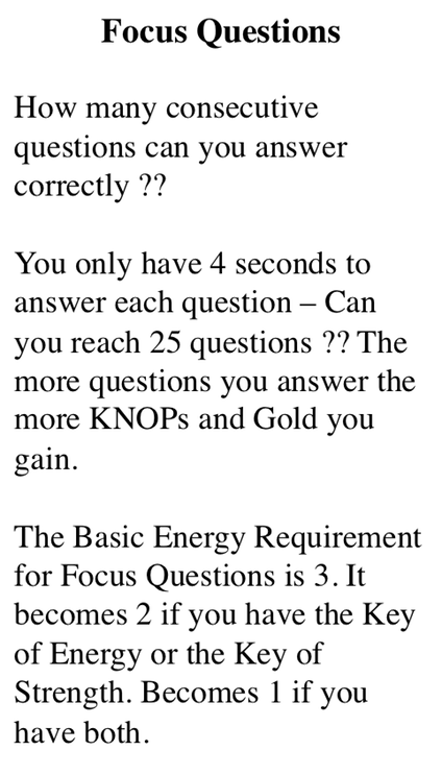 Focus Questions
How many consecutive
questions can you answer
correctly ??
You only have 4 seconds to
answer each question – Can
you reach 25 questions ?? The
more questions you answer the
more KNOPs and Gold you
gain.
The Basic Energy Requirement
for Focus Questions is 3. It
becomes 2 if you have the Key
of Energy or the Key of
Strength. Becomes 1 if you
have both.